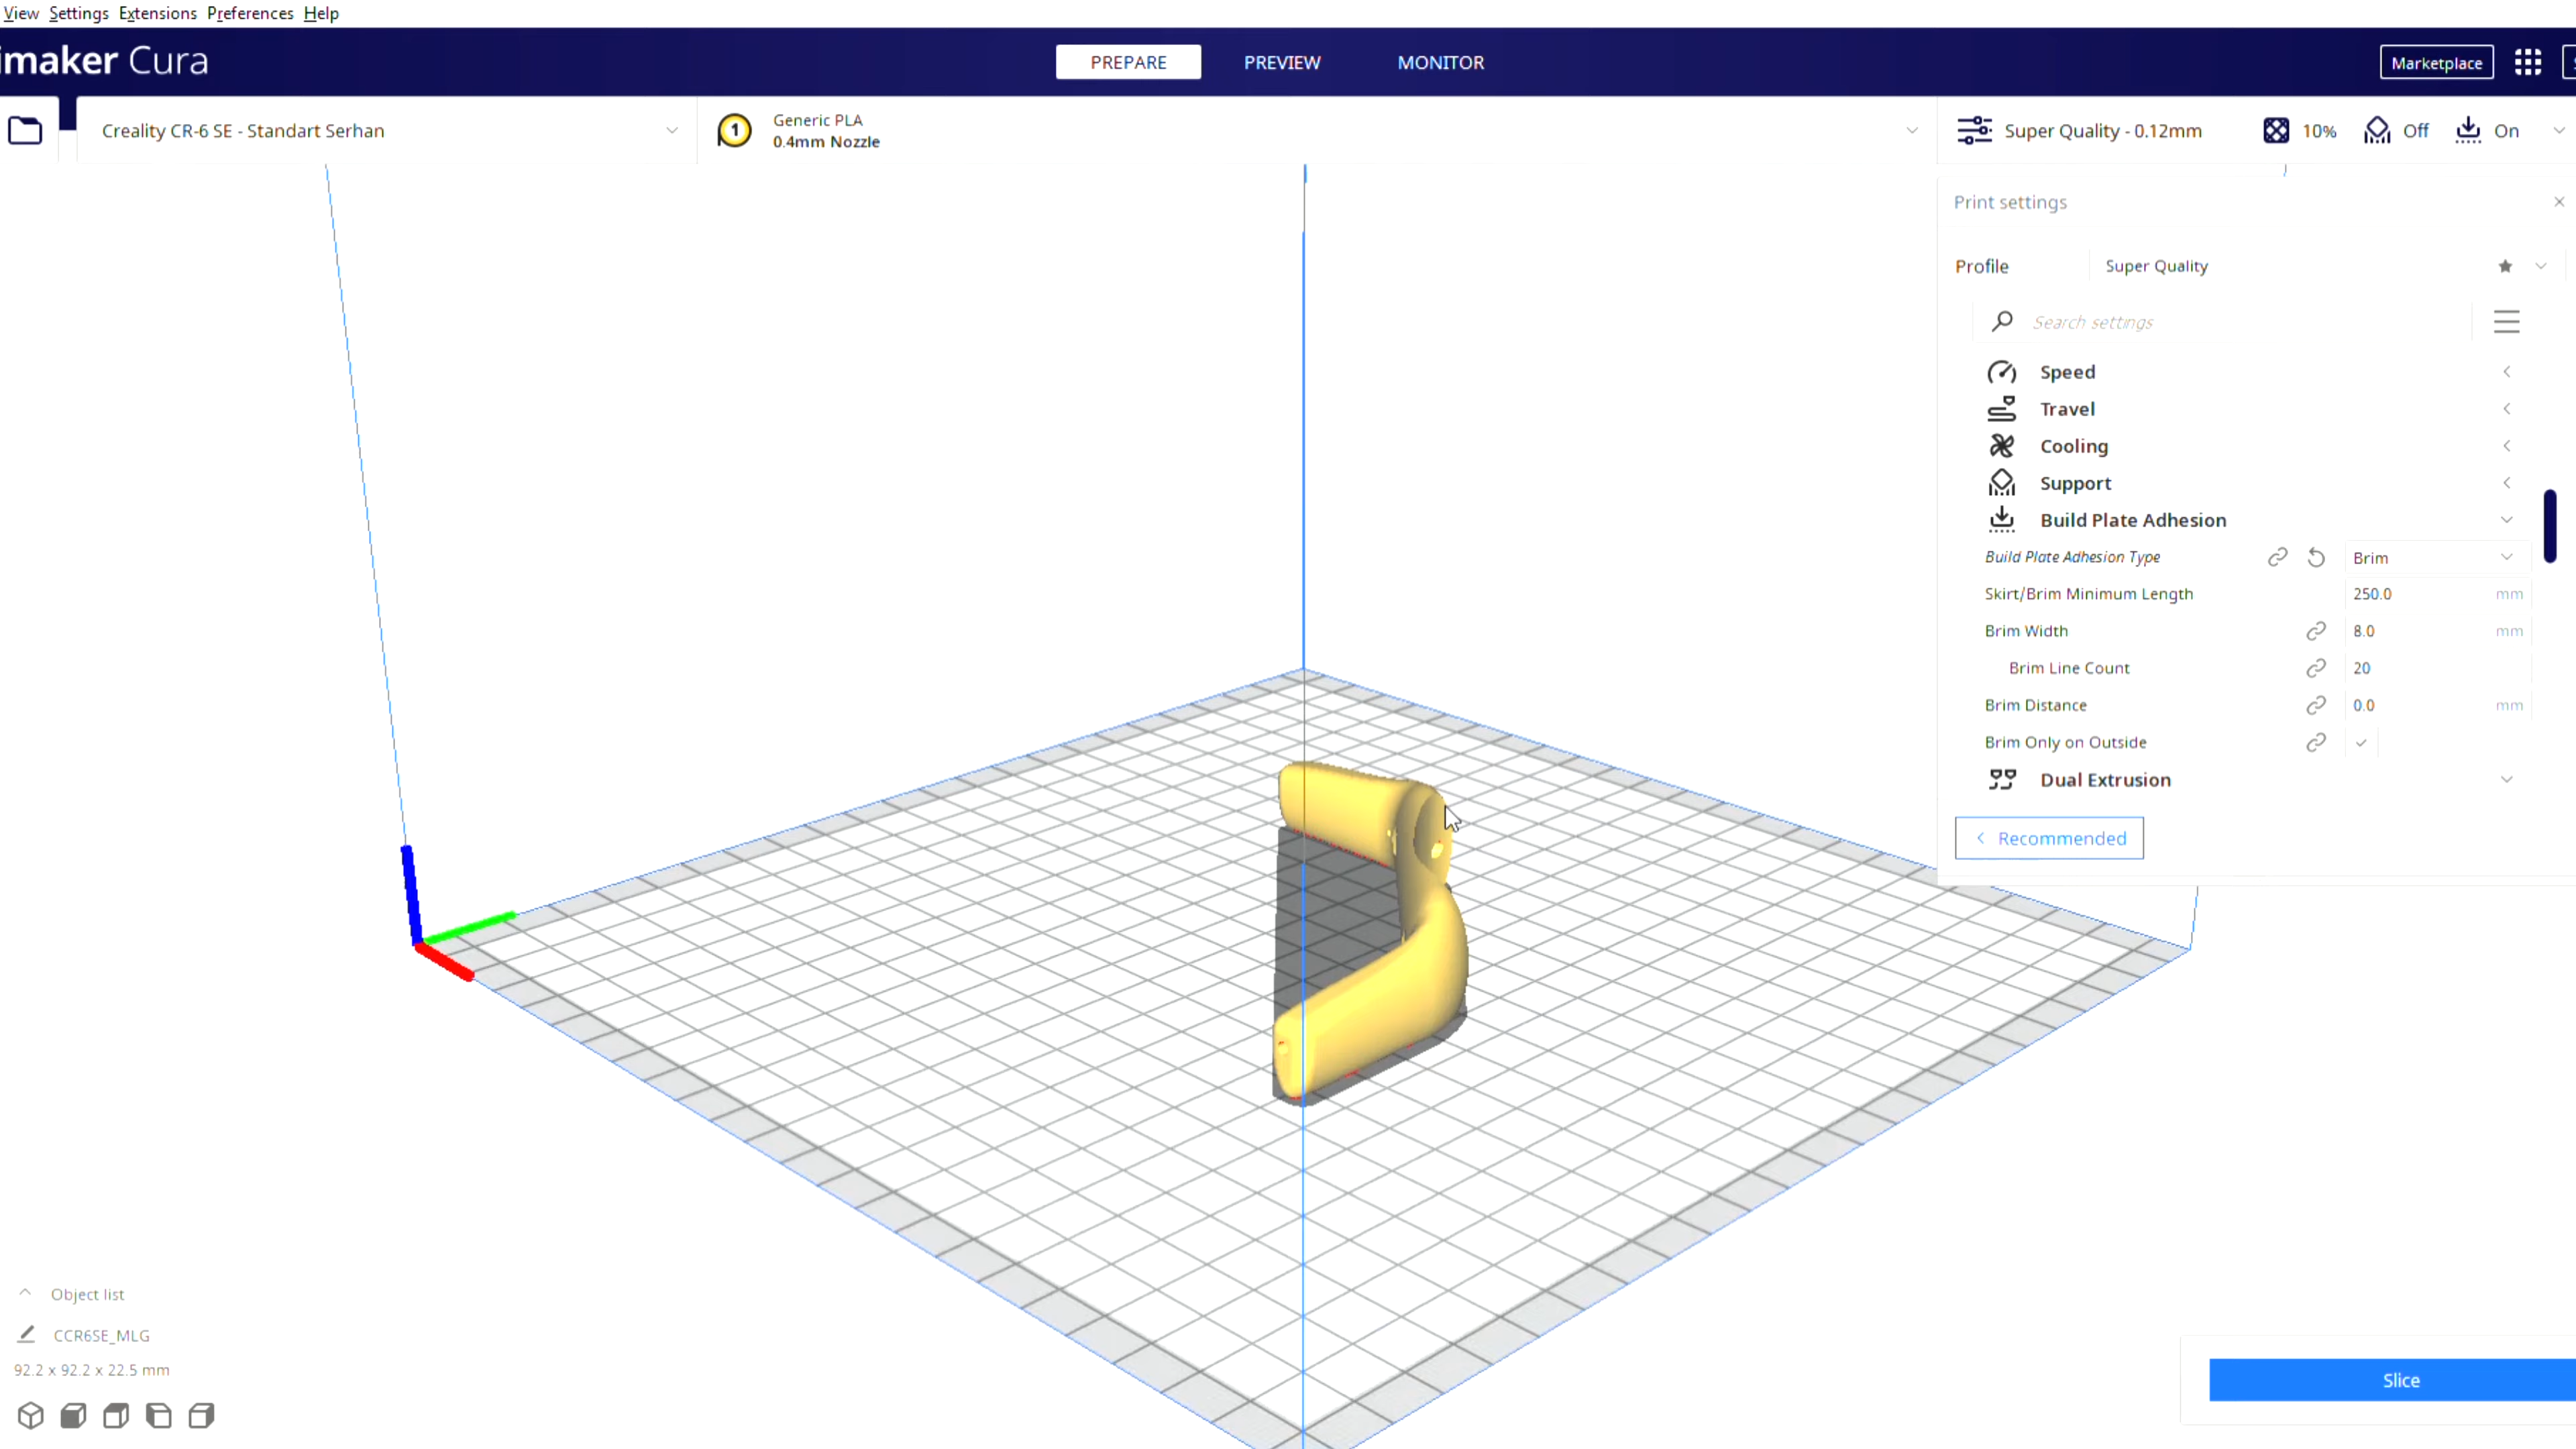 View Settings Extensions Preferences Help
imaker Cura
PREPARE PREVIEW MONITOR
Marketplace
Creality CR-6 SE - Standart Serhan
1
Generic PLA
0.4mm Nozzle
Super Quality - 0.12mm 10% Off On
Print settings
Profile Super Quality
Search settings
Speed
Travel
Cooling
Support
Build Plate Adhesion
Build Plate Adhesion Type Brim
Skirt/Brim Minimum Length 250.0 mm
Brim Width 8.0 mm
Brim Line Count 20
Brim Distance 0.0 mm
Brim Only on Outside
Dual Extrusion
Recommended
Object list
CCR6SE_MLG
92.2 x 92.2 x 22.5 mm
Slice